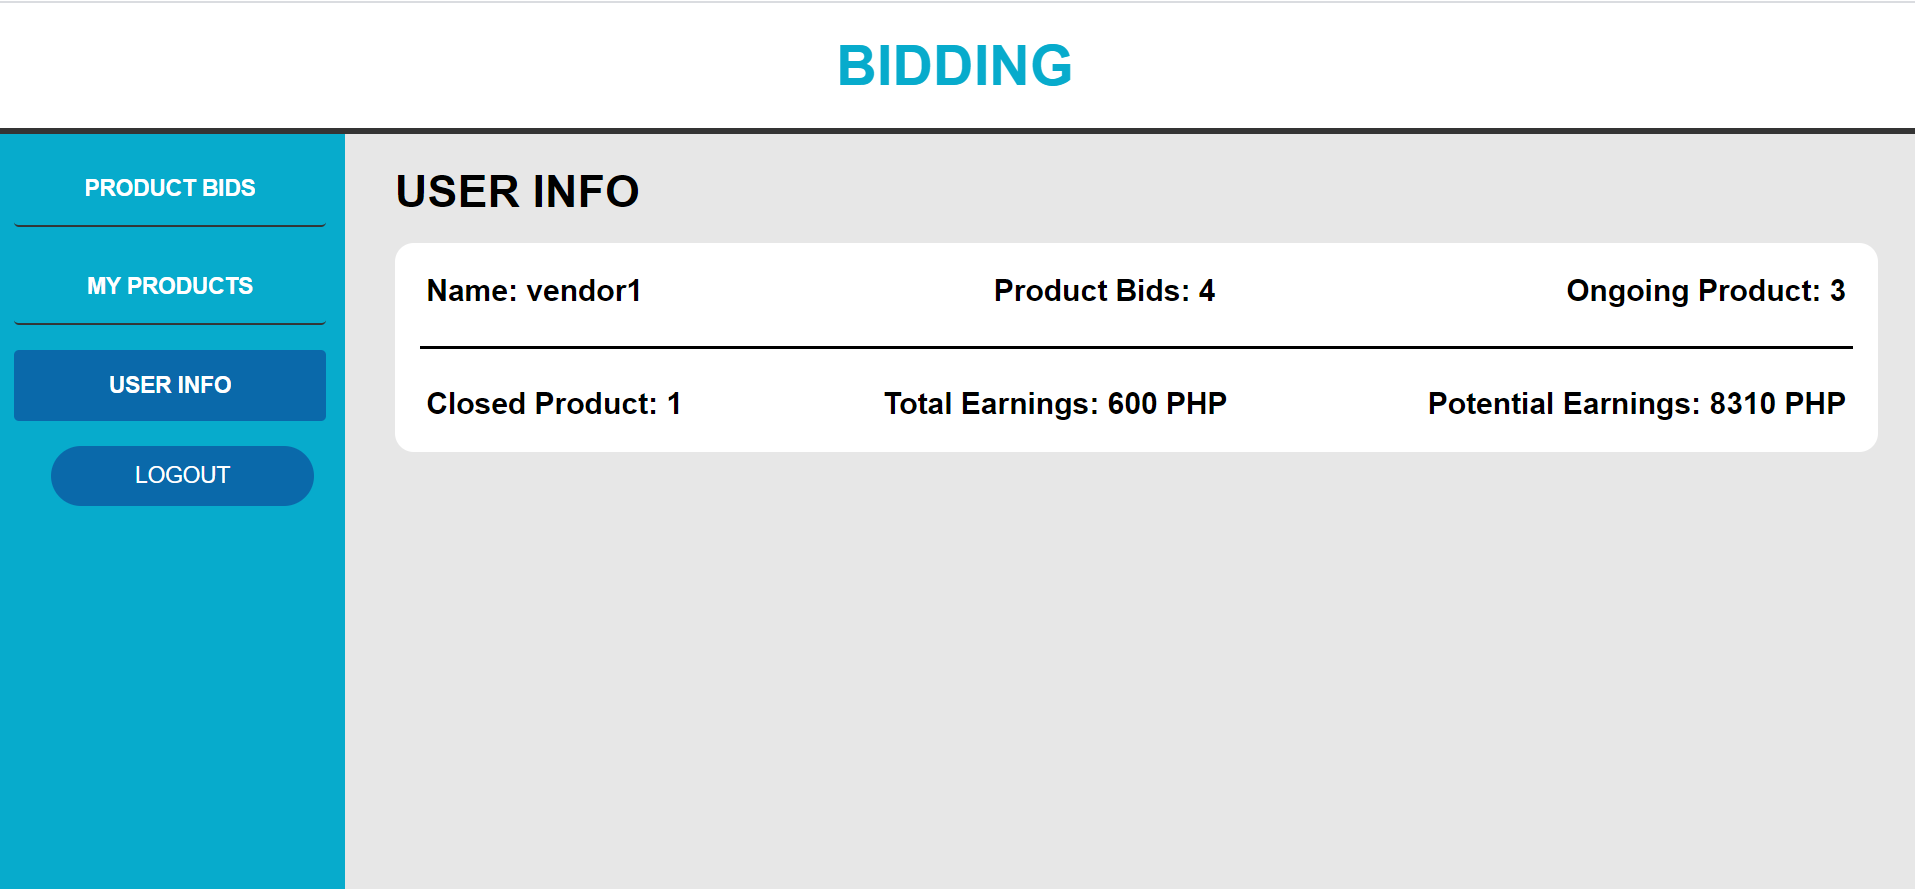 BIDDING
PRODUCT BIDS
MY PRODUCTS
USER INFO
LOGOUT
USER INFO
Name: vendor1
Product Bids: 4
Ongoing Product: 3
Closed Product: 1
Total Earnings: 600 PHP
Potential Earnings: 8310 PHP